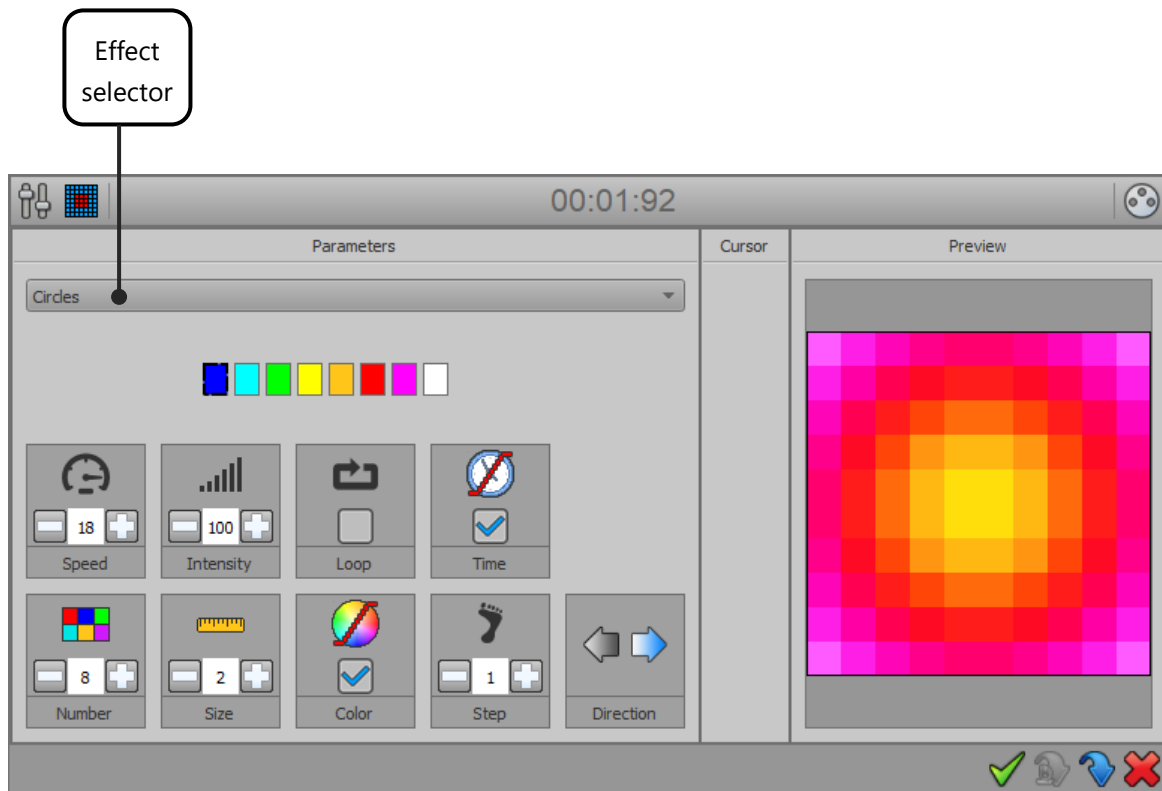 Effect
selector
00:01:92
Parameters
Cursor
Preview
Circles
18
100
Speed
Intensity
Loop
Time
8
2
1
Number
Size
Color
Step
Direction